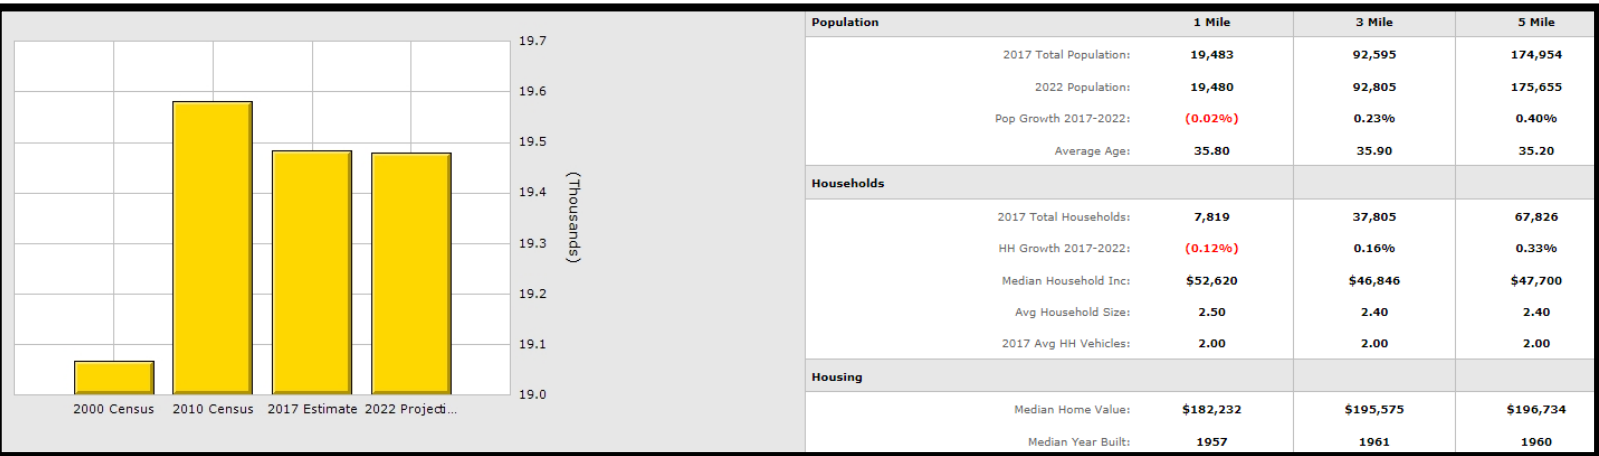 19.7
19.6
19.5
19.4
19.3
19.2
19.1
19.0
(Thousands)
2000 Census 2010 Census 2017 Estimate 2022 Projecti...
Population 1 Mile 3 Mile 5 Mile
2017 Total Population: 19,483 92,595 174,954
2022 Population: 19,480 92,805 175,655
Pop Growth 2017-2022: (0.02%) 0.23% 0.40%
Average Age: 35.80 35.90 35.20
Households
2017 Total Households: 7,819 37,805 67,826
HH Growth 2017-2022: (0.12%) 0.16% 0.33%
Median Household Inc: $52,620 $46,846 $47,700
Avg Household Size: 2.50 2.40 2.40
2017 Avg HH Vehicles: 2.00 2.00 2.00
Housing
Median Home Value: $182,232 $195,575 $196,734
Median Year Built: 1957 1961 1960